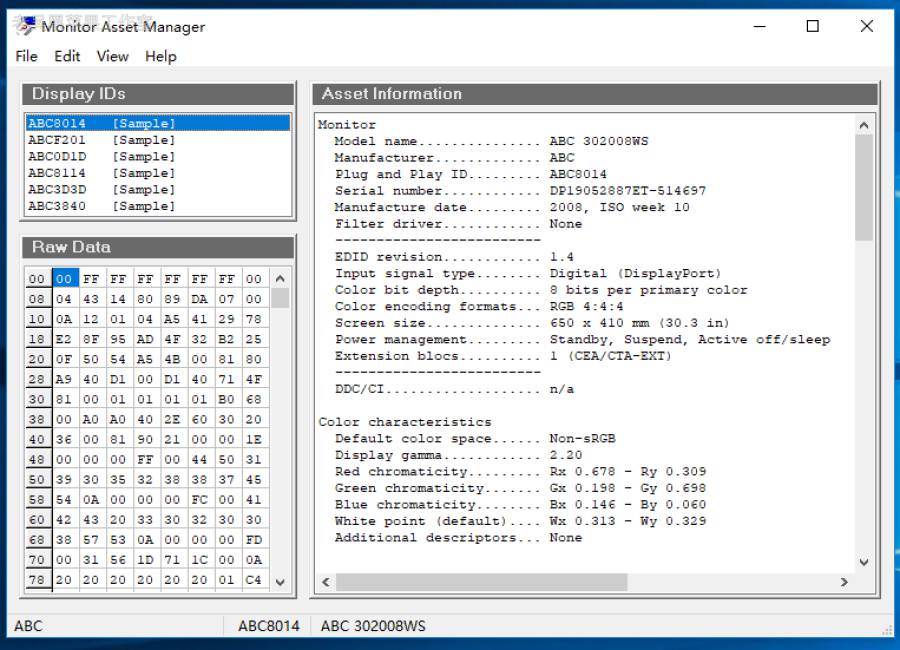 Monitor Asset Manager
File Edit View Help
Display IDs
ABC8014 [Sample]
ABCF201 [Sample]
ABC0D1D [Sample]
ABC8114 [Sample]
ABC3D3D [Sample]
ABC3840 [Sample]
Raw Data
00 00 FF FF FF FF FF FF 00
08 04 43 14 80 89 DA 07 00
10 0A 12 01 04 A5 41 29 78
18 E2 8F 95 AD 4F 32 B2 25
20 0F 50 54 A5 4B 00 81 80
28 A9 40 D1 00 D1 40 71 4F
30 81 00 01 01 01 01 B0 68
38 00 A0 A0 40 2E 60 30 20
40 36 00 81 90 21 00 00 1E
48 00 00 00 FF 00 44 50 31
50 39 30 35 32 38 38 37 45
58 54 0A 00 00 00 FC 00 41
60 42 43 20 33 30 32 30 30
68 38 57 53 0A 00 00 00 FD
70 00 31 56 1D 71 1C 00 0A
78 20 20 20 20 20 20 01 C4
Asset Information
Monitor
Model name............... ABC 302008WS
Manufacturer............. ABC
Plug and Play ID......... ABC8014
Serial number............ DP19052887ET-514697
Manufacture date......... 2008, ISO week 10
Filter driver............ None
-------------------------
EDID revision............ 1.4
Input signal type........ Digital (DisplayPort)
Color bit depth.......... 8 bits per primary color
Color encoding formats... RGB 4:4:4
Screen size.............. 650 x 410 mm (30.3 in)
Power management......... Standby, Suspend, Active off/sleep
Extension blocs.......... 1 (CEA/CTA-EXT)
-------------------------
DDC/CI................... n/a
Color characteristics
Default color space...... Non-sRGB
Display gamma............ 2.20
Red chromaticity......... Rx 0.678 - Ry 0.309
Green chromaticity....... Gx 0.198 - Gy 0.698
Blue chromaticity........ Bx 0.146 - By 0.060
White point (default).... Wx 0.313 - Wy 0.329
Additional descriptors... None
ABC ABC8014 ABC 302008WS